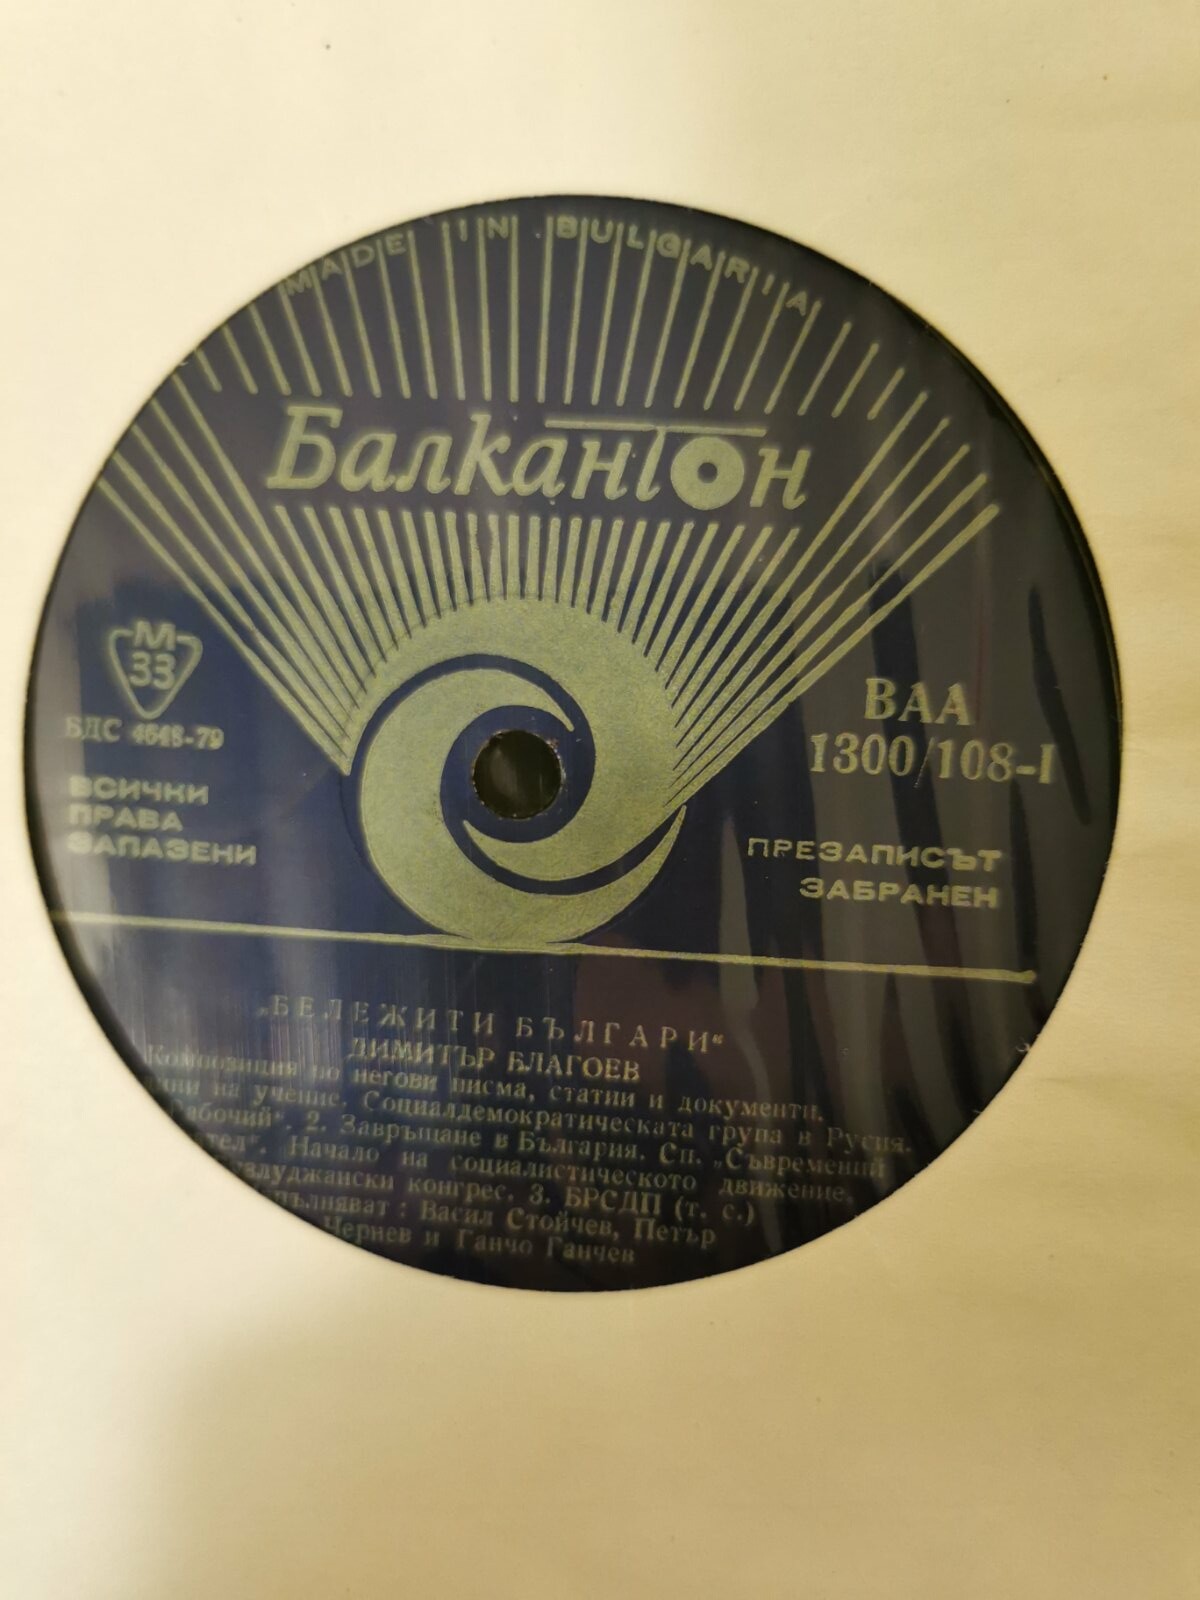 MADE IN BULGARIA
Балкантон
М
33
БДС 4648-79
ВСИЧКИ
ПРАВА
ЗАПАЗЕНИ
ВАА
1300/108-I
ПРЕЗАПИСЪТ
ЗАБРАНЕН
„БЕЛЕЖИТИ БЪЛГАРИ“
ДИМИТЪР БЛАГОЕВ
Композиция по негови писма, статии и документи.
на учение. Социалдемократическата група в Русия.
Рабочий“. 2. Завръщане в България. Сп. „Съвременний
Начало на социалистическото движение.
конгрес. 3. БРСДП (т. с.)
Васил Стойчев, Петър
Чернев и Ганчо Ганчев